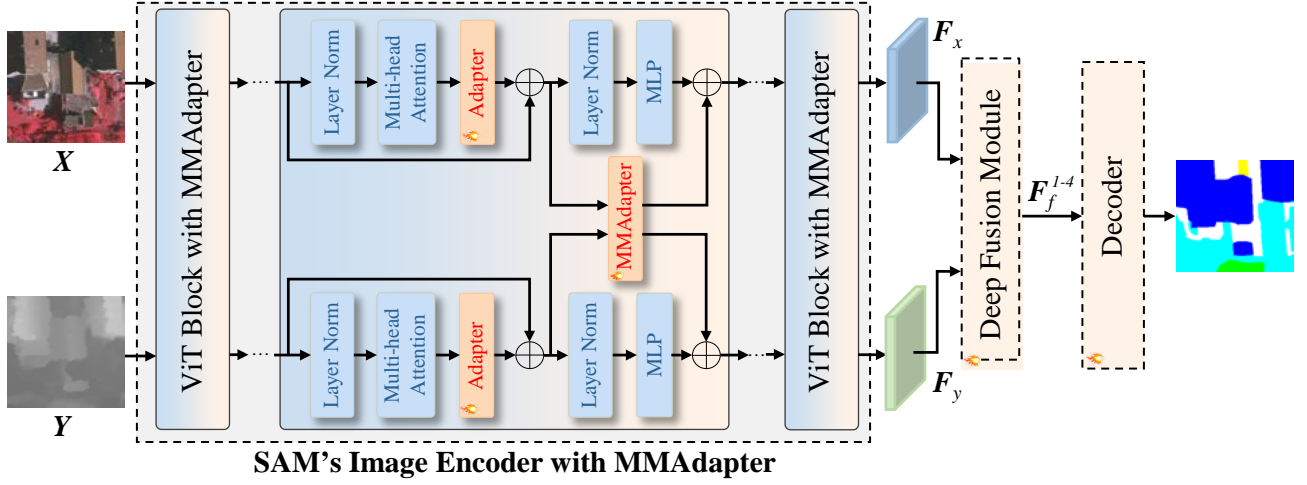 X
ViT Block with MMAdapter
Layer Norm
Multi-head
Attention
Adapter
Layer Norm
MLP
MMAdapter
ViT Block with MMAdapter
F_x
Deep Fusion Module
F_f^{1-4}
Decoder
Y
Layer Norm
Multi-head
Attention
Adapter
Layer Norm
MLP
F_y
SAM's Image Encoder with MMAdapter